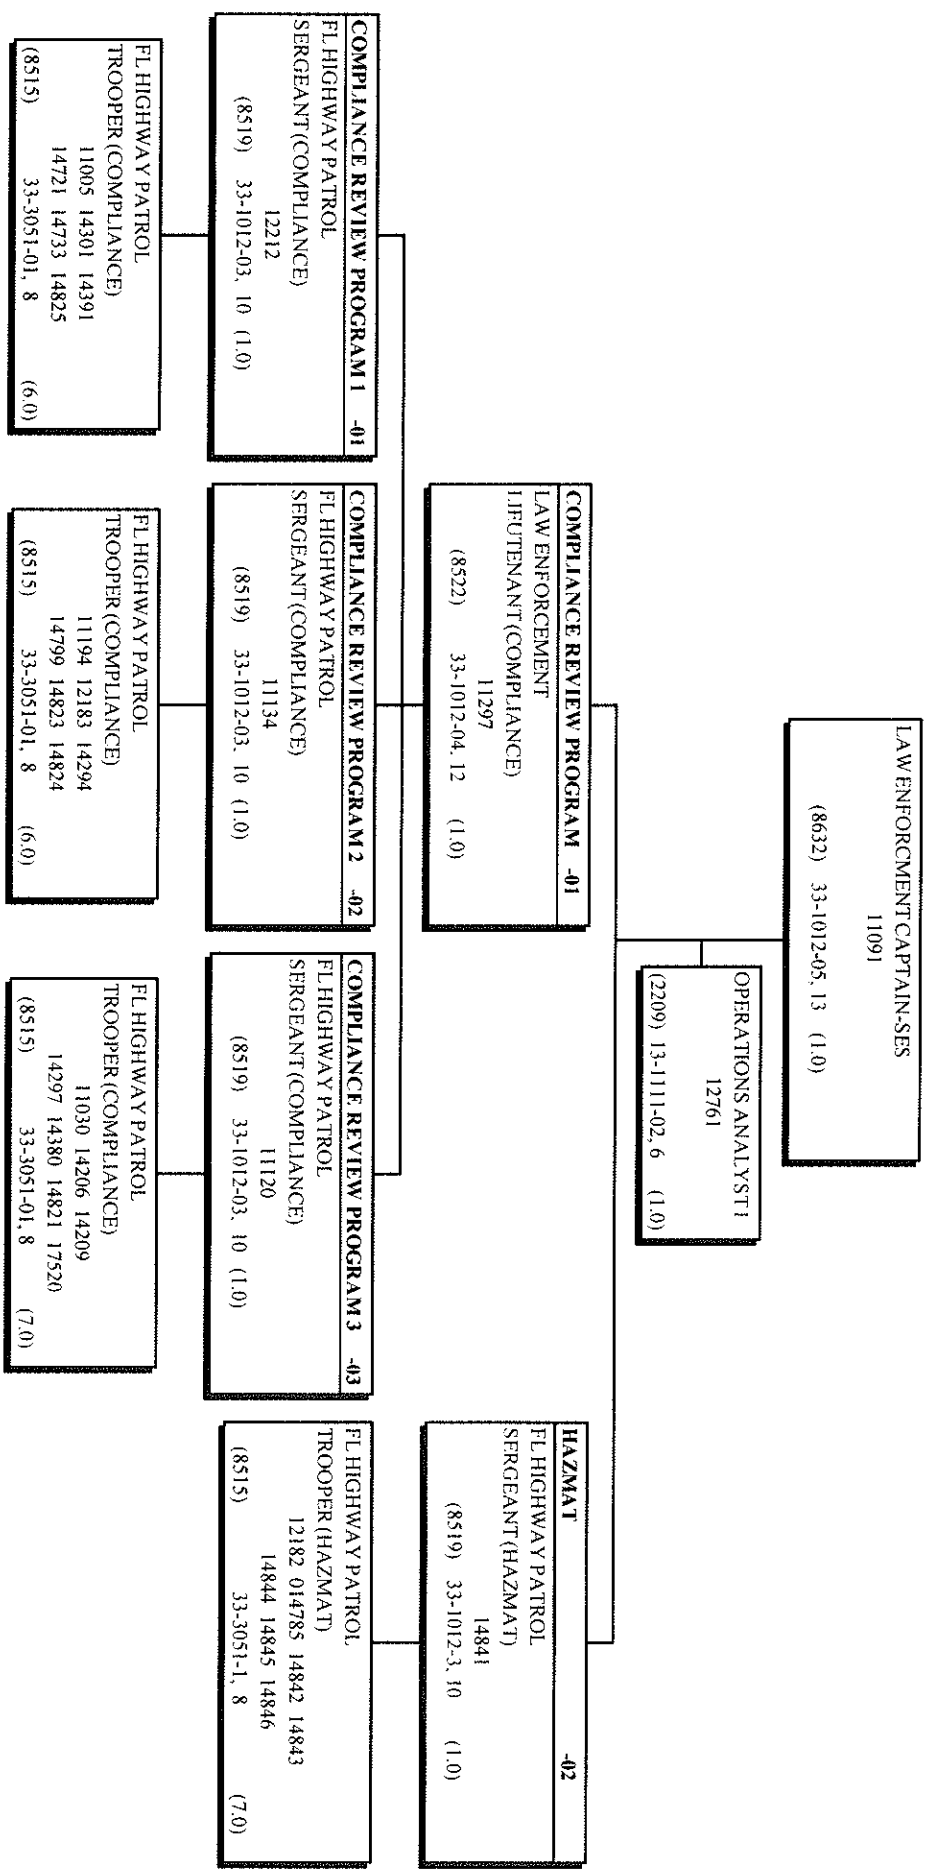 LAW ENFORCMENT CAPTAIN-SES
11091
(8632) 33-1012-05, 13 (1.0)
OPERATIONS ANALYST I
12761
(2209) 13-1111-02, 6 (1.0)
COMPLIANCE REVIEW PROGRAM -01
LAW ENFORCEMENT
LIEUTENANT (COMPLIANCE)
11297
(8522) 33-1012-04, 12 (1.0)
HAZMAT -02
FL HIGHWAY PATROL
SERGEANT (HAZMAT)
14841
(8519) 33-1012-3, 10 (1.0)
COMPLIANCE REVIEW PROGRAM 1 -01
FL HIGHWAY PATROL
SERGEANT (COMPLIANCE)
12212
(8519) 33-1012-03, 10 (1.0)
COMPLIANCE REVIEW PROGRAM 2 -02
FL HIGHWAY PATROL
SERGEANT (COMPLIANCE)
11134
(8519) 33-1012-03, 10 (1.0)
COMPLIANCE REVIEW PROGRAM 3 -03
FL HIGHWAY PATROL
SERGEANT (COMPLIANCE)
11120
(8519) 33-1012-03, 10 (1.0)
FL HIGHWAY PATROL
TROOPER (HAZMAT)
12182 014785 14842 14843
14844 14845 14846
(8515) 33-3051-1, 8 (7.0)
FL HIGHWAY PATROL
TROOPER (COMPLIANCE)
11005 14301 14391
14721 14733 14825
(8515) 33-3051-01, 8 (6.0)
FL HIGHWAY PATROL
TROOPER (COMPLIANCE)
11194 12183 14294
14799 14823 14824
(8515) 33-3051-01, 8 (6.0)
FL HIGHWAY PATROL
TROOPER (COMPLIANCE)
11030 14206 14209
14297 14380 14821 17520
(8515) 33-3051-01, 8 (7.0)